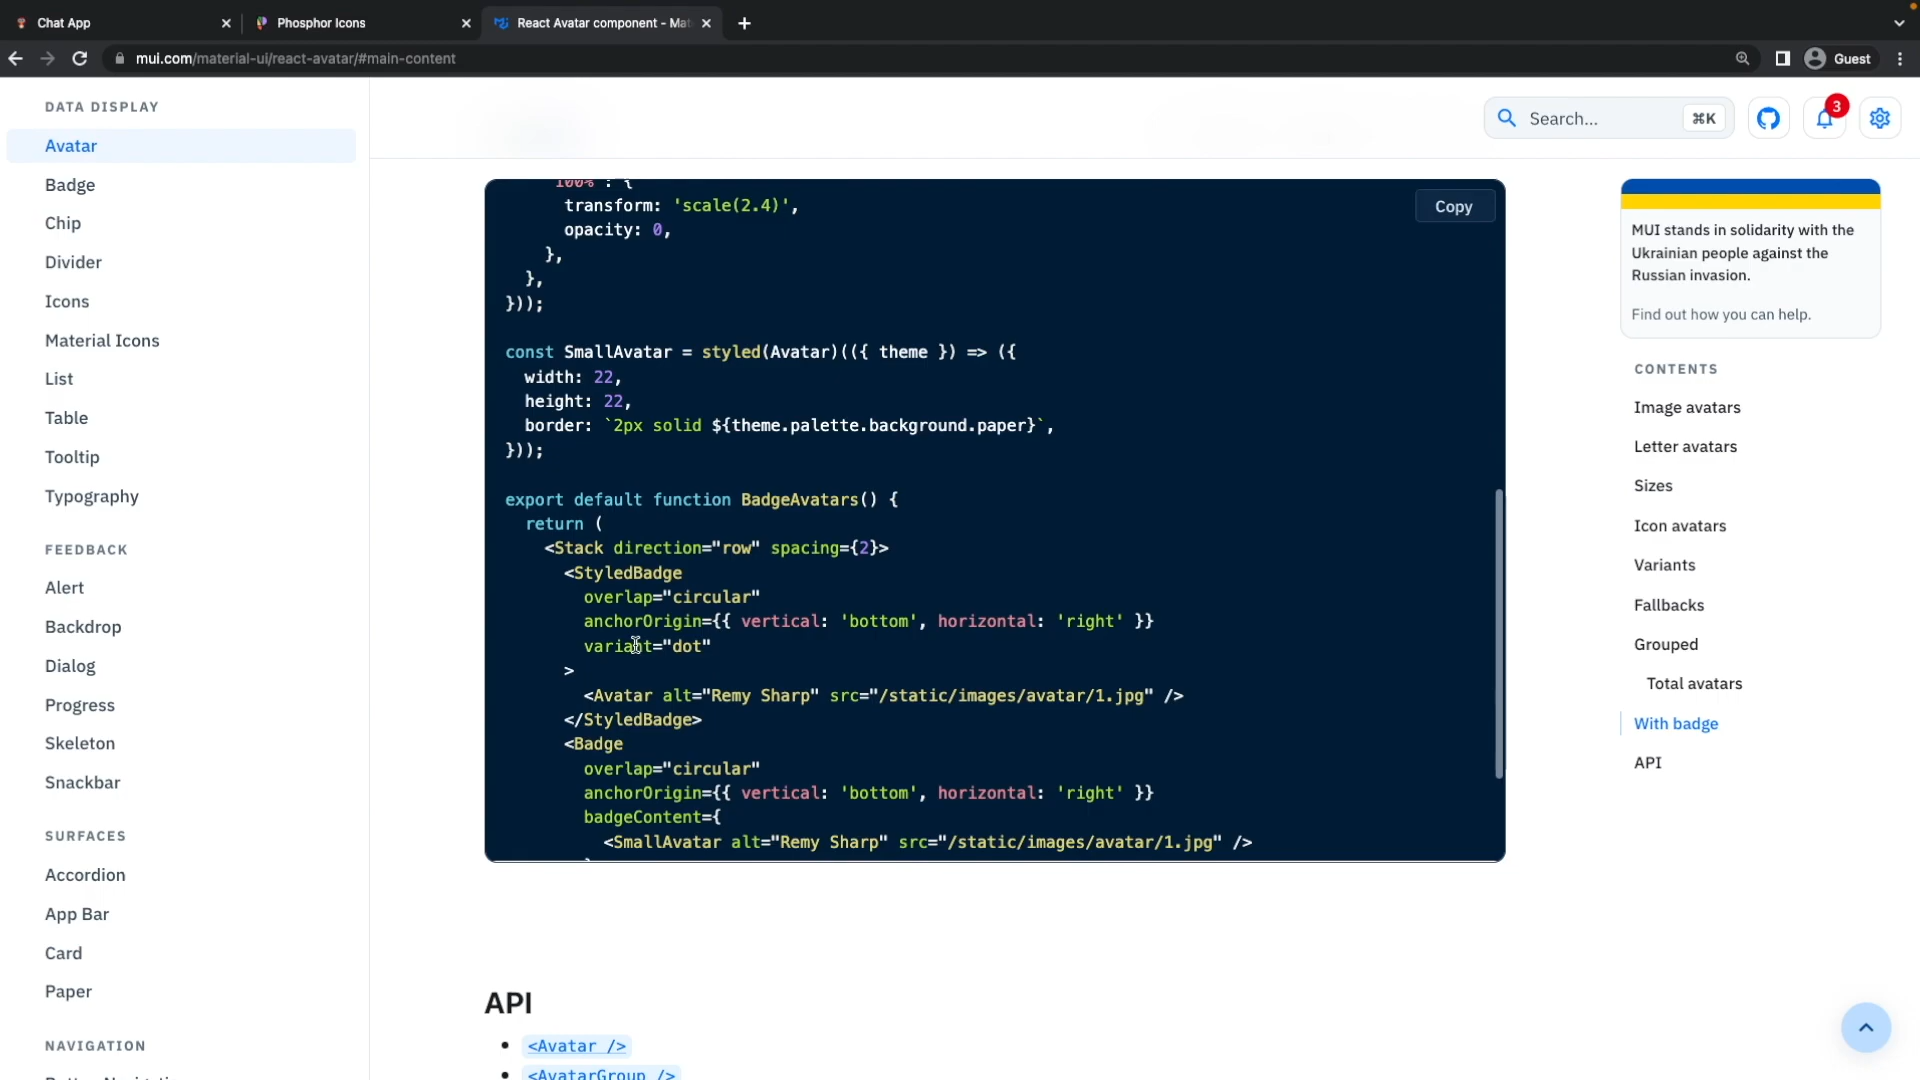 Chat App
Phosphor Icons
React Avatar component - Mat
mui.com/material-ui/react-avatar/#main-content
Guest
DATA DISPLAY
Avatar
Badge
Chip
Divider
Icons
Material Icons
List
Table
Tooltip
Typography
FEEDBACK
Alert
Backdrop
Dialog
Progress
Skeleton
Snackbar
SURFACES
Accordion
App Bar
Card
Paper
NAVIGATION
Search...
⌘K
3
100%': {
transform: 'scale(2.4)',
opacity: 0,
},
},
}));
const SmallAvatar = styled(Avatar)(({ theme }) => ({
width: 22,
height: 22,
border: `2px solid ${theme.palette.background.paper}`,
}));
export default function BadgeAvatars() {
return (
<Stack direction="row" spacing={2}>
<StyledBadge
overlap="circular"
anchorOrigin={{ vertical: 'bottom', horizontal: 'right' }}
variant="dot"
>
<Avatar alt="Remy Sharp" src="/static/images/avatar/1.jpg" />
</StyledBadge>
<Badge
overlap="circular"
anchorOrigin={{ vertical: 'bottom', horizontal: 'right' }}
badgeContent={
<SmallAvatar alt="Remy Sharp" src="/static/images/avatar/1.jpg" />
Copy
API
<Avatar />
<AvatarGroup />
MUI stands in solidarity with the
Ukrainian people against the
Russian invasion.
Find out how you can help.
CONTENTS
Image avatars
Letter avatars
Sizes
Icon avatars
Variants
Fallbacks
Grouped
Total avatars
With badge
API